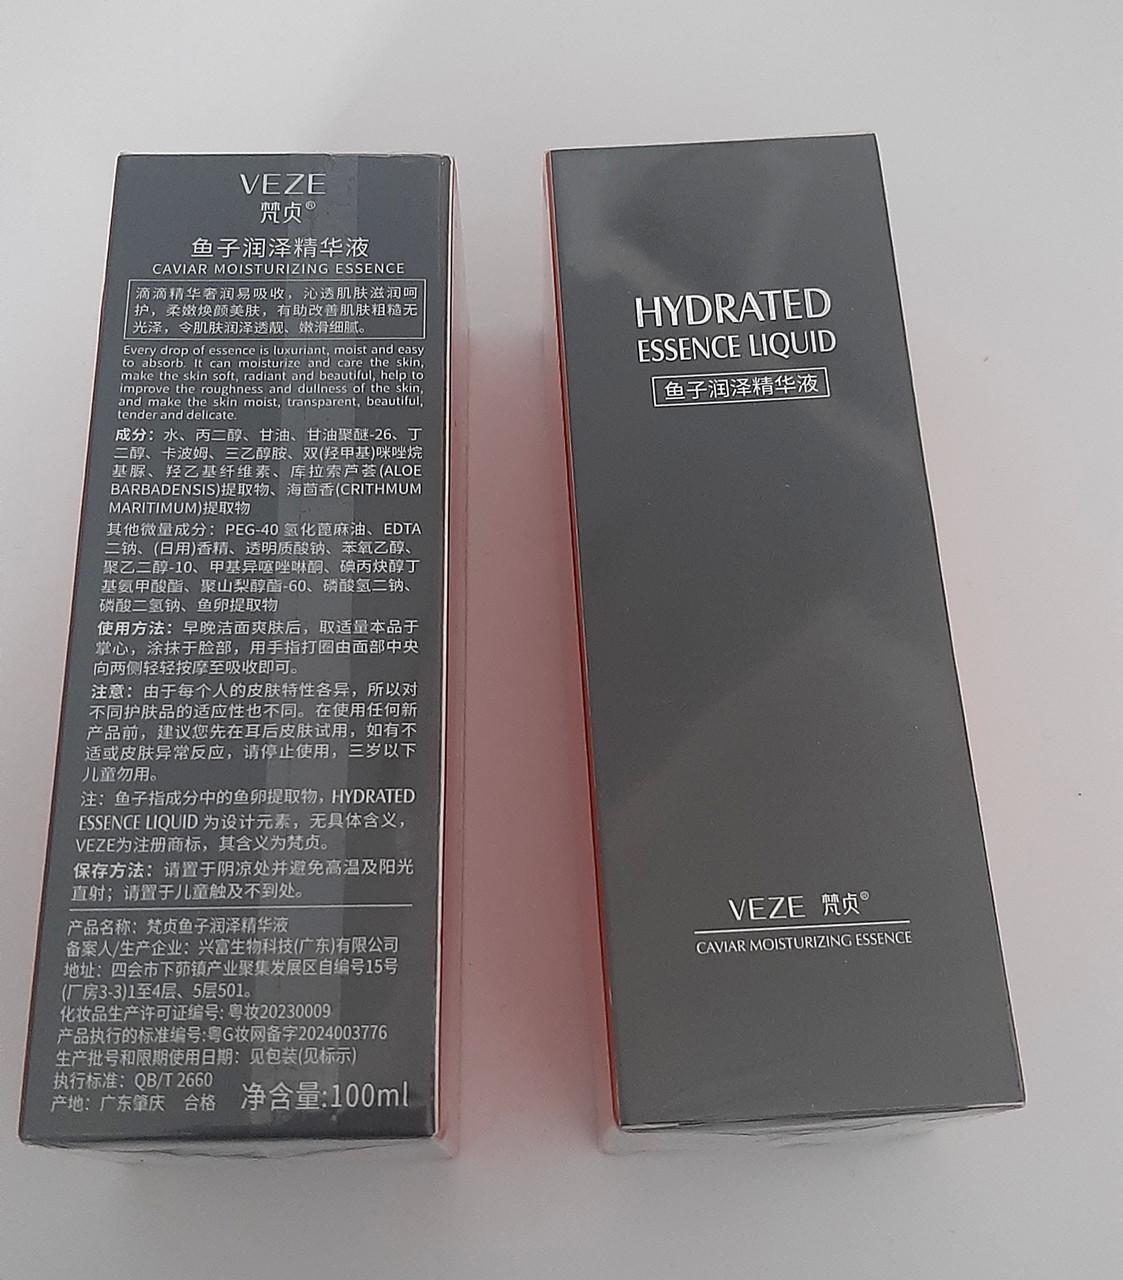 VEZE
梵贞®
鱼子润泽精华液
CAVIAR MOISTURIZING ESSENCE
滴滴精华奢润易吸收，沁透肌肤滋润呵
护，柔嫩焕颜美肤，有助改善肌肤粗糙无
光泽，令肌肤润泽透靓、嫩滑细腻。
Every drop of essence is luxuriant, moist and easy
to absorb. It can moisturize and care the skin,
make the skin soft, radiant and beautiful, help to
improve the roughness and dullness of the skin,
and make the skin moist, transparent, beautiful,
tender and delicate.
成分：水、丙二醇、甘油、甘油聚醚-26、丁
二醇、卡波姆、三乙醇胺、双(羟甲基)咪唑烷
基脲、羟乙基纤维素、库拉索芦荟(ALOE
BARBADENSIS)提取物、海茴香(CRITHMUM
MARITIMUM)提取物
其他微量成分：PEG-40 氢化蓖麻油、EDTA
二钠、(日用)香精、透明质酸钠、苯氧乙醇、
聚乙二醇-10、甲基异噻唑啉酮、碘丙炔醇丁
基氨甲酸酯、聚山梨醇酯-60、磷酸氢二钠、
磷酸二氢钠、鱼卵提取物
使用方法：早晚洁面爽肤后，取适量本品于
掌心，涂抹于脸部，用手指打圈由面部中央
向两侧轻轻按摩至吸收即可。
注意：由于每个人的皮肤特性各异，所以对
不同护肤品的适应性也不同。在使用任何新
产品前，建议您先在耳后皮肤试用，如有不
适或皮肤异常反应，请停止使用，三岁以下
儿童勿用。
注：鱼子指成分中的鱼卵提取物，HYDRATED
ESSENCE LIQUID 为设计元素，无具体含义，
VEZE为注册商标，其含义为梵贞。
保存方法：请置于阴凉处并避免高温及阳光
直射；请置于儿童触及不到处。
产品名称：梵贞鱼子润泽精华液
备案人/生产企业：兴富生物科技(广东)有限公司
地址：四会市下茆镇产业聚集发展区自编号15号
(厂房3-3)1至4层、5层501。
化妆品生产许可证编号: 粤妆20230009
产品执行的标准编号:粤G妆网备字2024003776
生产批号和限期使用日期：见包装(见标示)
执行标准：QB/T 2660
产地：广东肇庆 合格 净含量:100ml
HYDRATED
ESSENCE LIQUID
鱼子润泽精华液
VEZE 梵贞®
CAVIAR MOISTURIZING ESSENCE